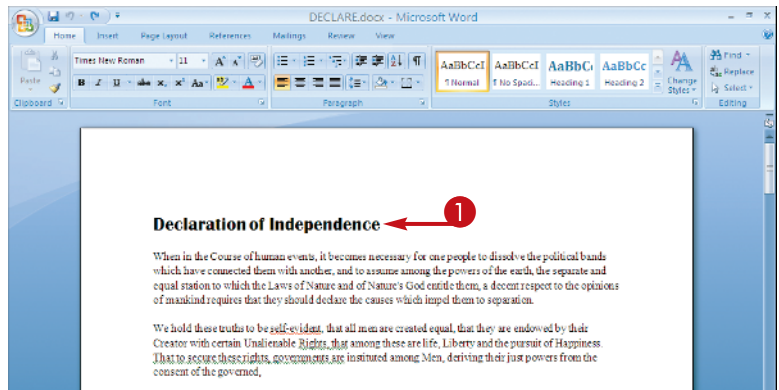 DECLARE.docx - Microsoft Word
Home Insert Page Layout References Mailings Review View
Paste
Times New Roman 11 A A
B I U abc x, x² Aa ab A
Clipboard Font Paragraph Styles Editing
AaBbCcI AaBbCcI AaBbC AaBbCc
¶ Normal ¶ No Spaci... Heading 1 Heading 2
Change Styles
Find
Replace
Select
Declaration of Independence
1
When in the Course of human events, it becomes necessary for one people to dissolve the political bands
which have connected them with another, and to assume among the powers of the earth, the separate and
equal station to which the Laws of Nature and of Nature's God entitle them, a decent respect to the opinions
of mankind requires that they should declare the causes which impel them to separation.
We hold these truths to be self-evident, that all men are created equal, that they are endowed by their
Creator with certain Unalienable Rights, that among these are life, Liberty and the pursuit of Happiness.
That to secure these rights, governments are instituted among Men, deriving their just powers from the
consent of the governed,